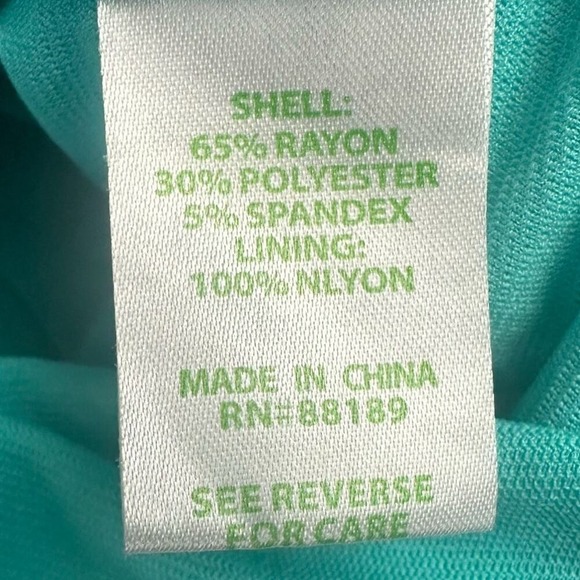 SHELL:
65% RAYON
30% POLYESTER
5% SPANDEX
LINING:
100% NLYON
MADE IN CHINA
RN#88189
SEE REVERSE
FOR CARE